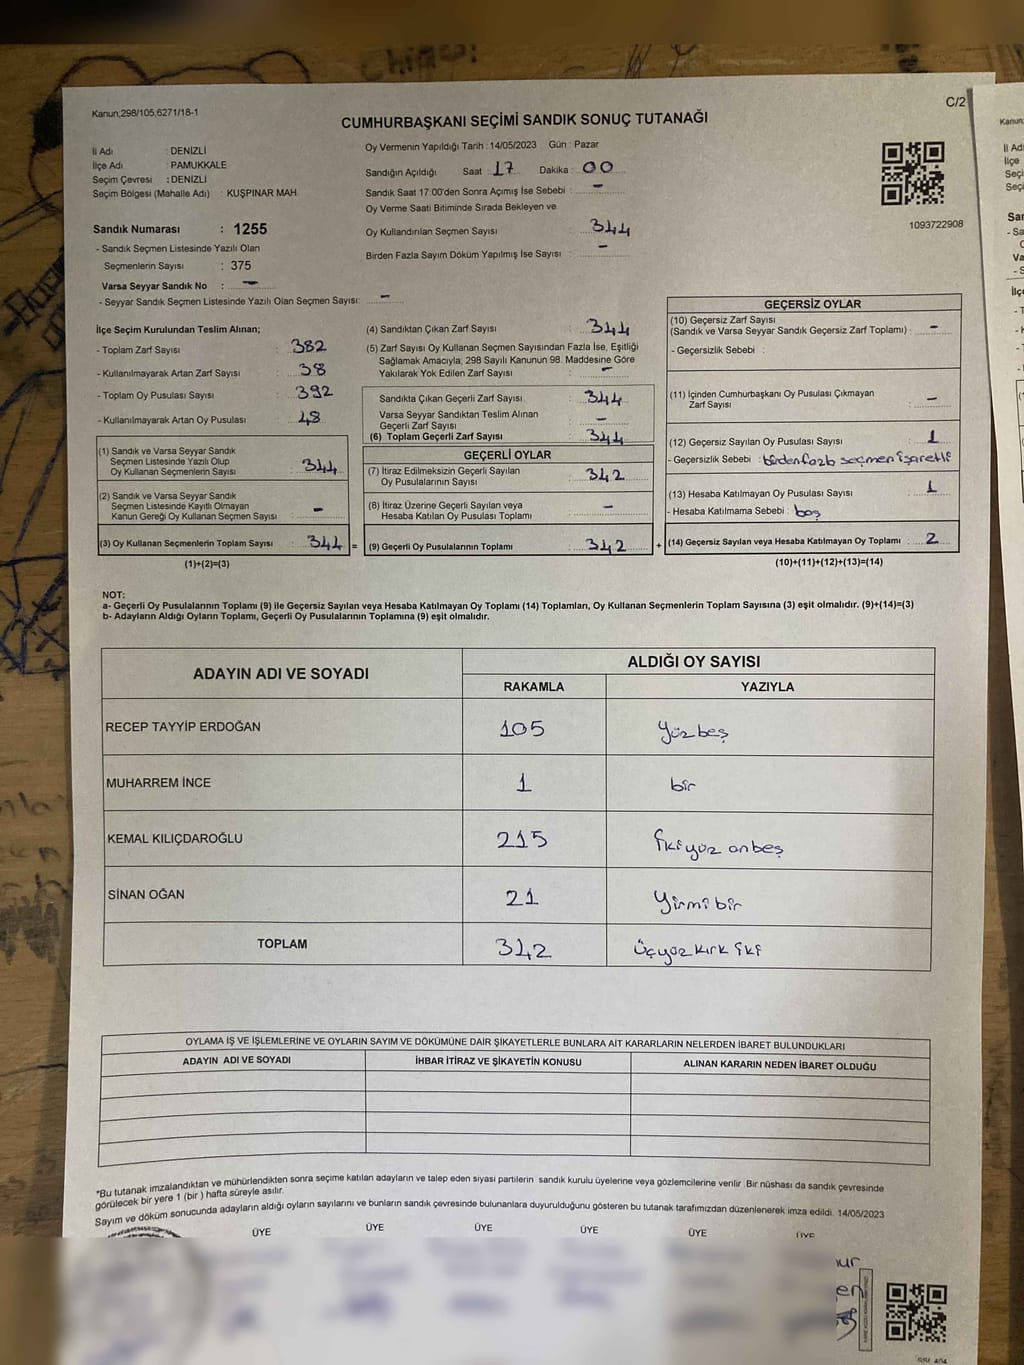 Kanun;298/105,6271/18-1
C/2
CUMHURBAŞKANI SEÇİMİ SANDIK SONUÇ TUTANAĞI
İl Adı : DENİZLİ
İlçe Adı : PAMUKKALE
Seçim Çevresi : DENİZLİ
Seçim Bölgesi (Mahalle Adı) : KUŞPINAR MAH.
Oy Vermenin Yapıldığı Tarih : 14/05/2023 Gün : Pazar
Sandığın Açıldığı Saat : 17 Dakika : 00
Sandık Saat 17:00'den Sonra Açımış İse Sebebi : -
Oy Verme Saati Bitiminde Sırada Bekleyen ve
Oy Kullandırılan Seçmen Sayısı : 344
Birden Fazla Sayım Döküm Yapılmış İse Sayısı : -
1093722908
Sandık Numarası : 1255
- Sandık Seçmen Listesinde Yazılı Olan
Seçmenlerin Sayısı : 375
Varsa Seyyar Sandık No : -
- Seyyar Sandık Seçmen Listesinde Yazılı Olan Seçmen Sayısı: -
İlçe Seçim Kurulundan Teslim Alınan;
- Toplam Zarf Sayısı : 382
- Kullanılmayarak Artan Zarf Sayısı : 38
- Toplam Oy Pusulası Sayısı : 392
- Kullanılmayarak Artan Oy Pusulası : 48
(1) Sandık ve Varsa Seyyar Sandık
Seçmen Listesinde Yazılı Olup
Oy Kullanan Seçmenlerin Sayısı : 344
(2) Sandık ve Varsa Seyyar Sandık
Seçmen Listesinde Kayıtlı Olmayan
Kanun Gereği Oy Kullanan Seçmen Sayısı : -
(3) Oy Kullanan Seçmenlerin Toplam Sayısı : 344 =
(1)+(2)=(3)
(4) Sandıktan Çıkan Zarf Sayısı : 344
(5) Zarf Sayısı Oy Kullanan Seçmen Sayısından Fazla İse, Eşitliği
Sağlamak Amacıyla; 298 Sayılı Kanunun 98. Maddesine Göre
Yakılarak Yok Edilen Zarf Sayısı : -
Sandıkta Çıkan Geçerli Zarf Sayısı : 344
Varsa Seyyar Sandıktan Teslim Alınan
Geçerli Zarf Sayısı : -
(6) Toplam Geçerli Zarf Sayısı : 344
GEÇERLİ OYLAR
(7) İtiraz Edilmeksizin Geçerli Sayılan
Oy Pusulalarının Sayısı : 342
(8) İtiraz Üzerine Geçerli Sayılan veya
Hesaba Katılan Oy Pusulası Toplamı : -
(9) Geçerli Oy Pusulalarının Toplamı : 342 +
GEÇERSİZ OYLAR
(10) Geçersiz Zarf Sayısı
(Sandık ve Varsa Seyyar Sandık Geçersiz Zarf Toplamı) : -
- Geçersizlik Sebebi :
(11) İçinden Cumhurbaşkanı Oy Pusulası Çıkmayan
Zarf Sayısı : -
(12) Geçersiz Sayılan Oy Pusulası Sayısı : 1
- Geçersizlik Sebebi : birden fazla seçmen işaretli
(13) Hesaba Katılmayan Oy Pusulası Sayısı : 1
- Hesaba Katılmama Sebebi : boş
(14) Geçersiz Sayılan veya Hesaba Katılmayan Oy Toplamı : 2
(10)+(11)+(12)+(13)=(14)
NOT:
a- Geçerli Oy Pusulalarının Toplamı (9) ile Geçersiz Sayılan veya Hesaba Katılmayan Oy Toplamı (14) Toplamları, Oy Kullanan Seçmenlerin Toplam Sayısına (3) eşit olmalıdır. (9)+(14)=(3)
b- Adayların Aldığı Oyların Toplamı, Geçerli Oy Pusulalarının Toplamına (9) eşit olmalıdır.
ADAYIN ADI VE SOYADI
ALDIĞI OY SAYISI
RAKAMLA YAZIYLA
RECEP TAYYİP ERDOĞAN 105 Yüzbeş
MUHARREM İNCE 1 bir
KEMAL KILIÇDAROĞLU 215 İkiyüz onbeş
SİNAN OĞAN 21 Yirmibir
TOPLAM 342 Üçyüz kırk iki
OYLAMA İŞ VE İŞLEMLERİNE VE OYLARIN SAYIM VE DÖKÜMÜNE DAİR ŞİKAYETLERLE BUNLARA AİT KARARLARIN NELERDEN İBARET BULUNDUKLARI
ADAYIN ADI VE SOYADI İHBAR İTİRAZ VE ŞİKAYETİN KONUSU ALINAN KARARIN NEDEN İBARET OLDUĞU
*Bu tutanak imzalandıktan ve mühürlendikten sonra seçime katılan adayların ve talep eden siyasi partilerin sandık kurulu üyelerine veya gözlemcilerine verilir. Bir nüshası da sandık çevresinde
görülecek bir yere 1 (bir ) hafta süreyle asılır.
Sayım ve döküm sonucunda adayların aldığı oyların sayılarını ve bunların sandık çevresinde bulunanlara duyurulduğunu gösteren bu tutanak tarafımızdan düzenlenerek imza edildi. 14/05/2023
ÜYE ÜYE ÜYE ÜYE ÜYE ÜYE